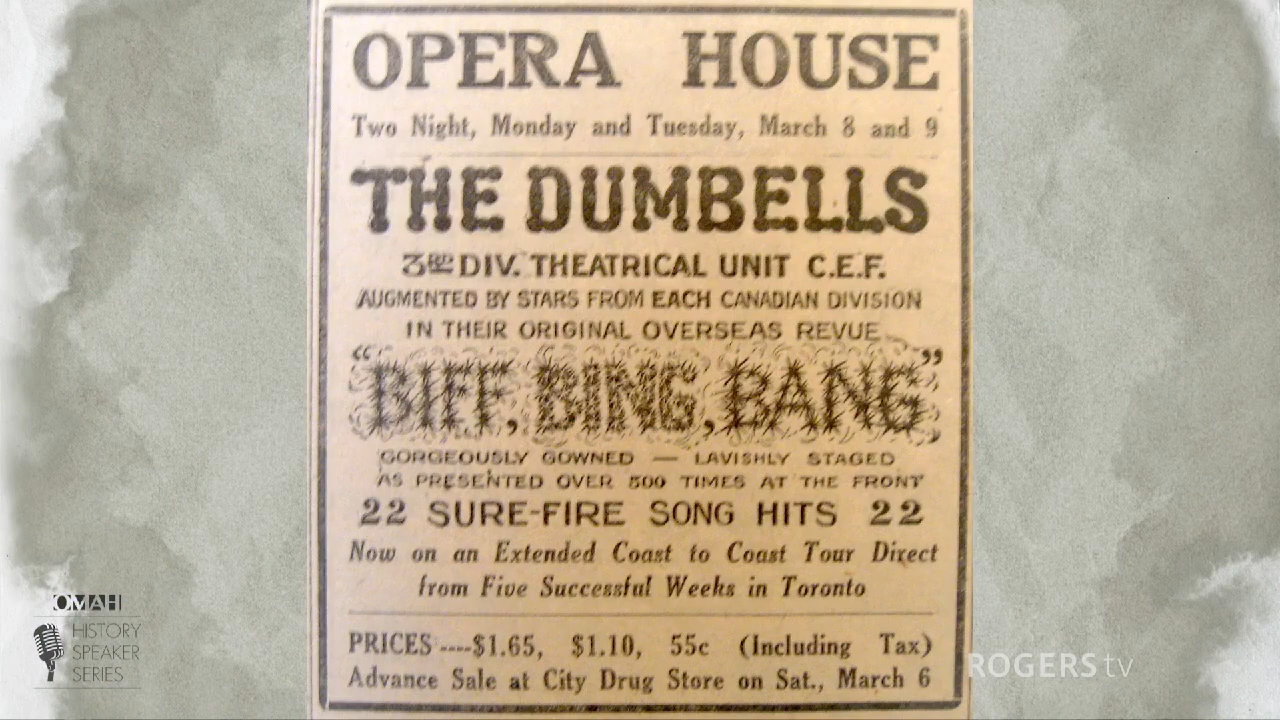 OPERA HOUSE
Two Night, Monday and Tuesday, March 8 and 9
THE DUMBELLS
3RD DIV. THEATRICAL UNIT C.E.F.
AUGMENTED BY STARS FROM EACH CANADIAN DIVISION
IN THEIR ORIGINAL OVERSEAS REVUE
"BIFF, BING, BANG"
GORGEOUSLY GOWNED — LAVISHLY STAGED
AS PRESENTED OVER 500 TIMES AT THE FRONT
22 SURE-FIRE SONG HITS 22
Now on an Extended Coast to Coast Tour Direct
from Five Successful Weeks in Toronto
PRICES----$1.65, $1.10, 55c (Including Tax)
Advance Sale at City Drug Store on Sat., March 6
OMAH
HISTORY
SPEAKER
SERIES
ROGERS tv